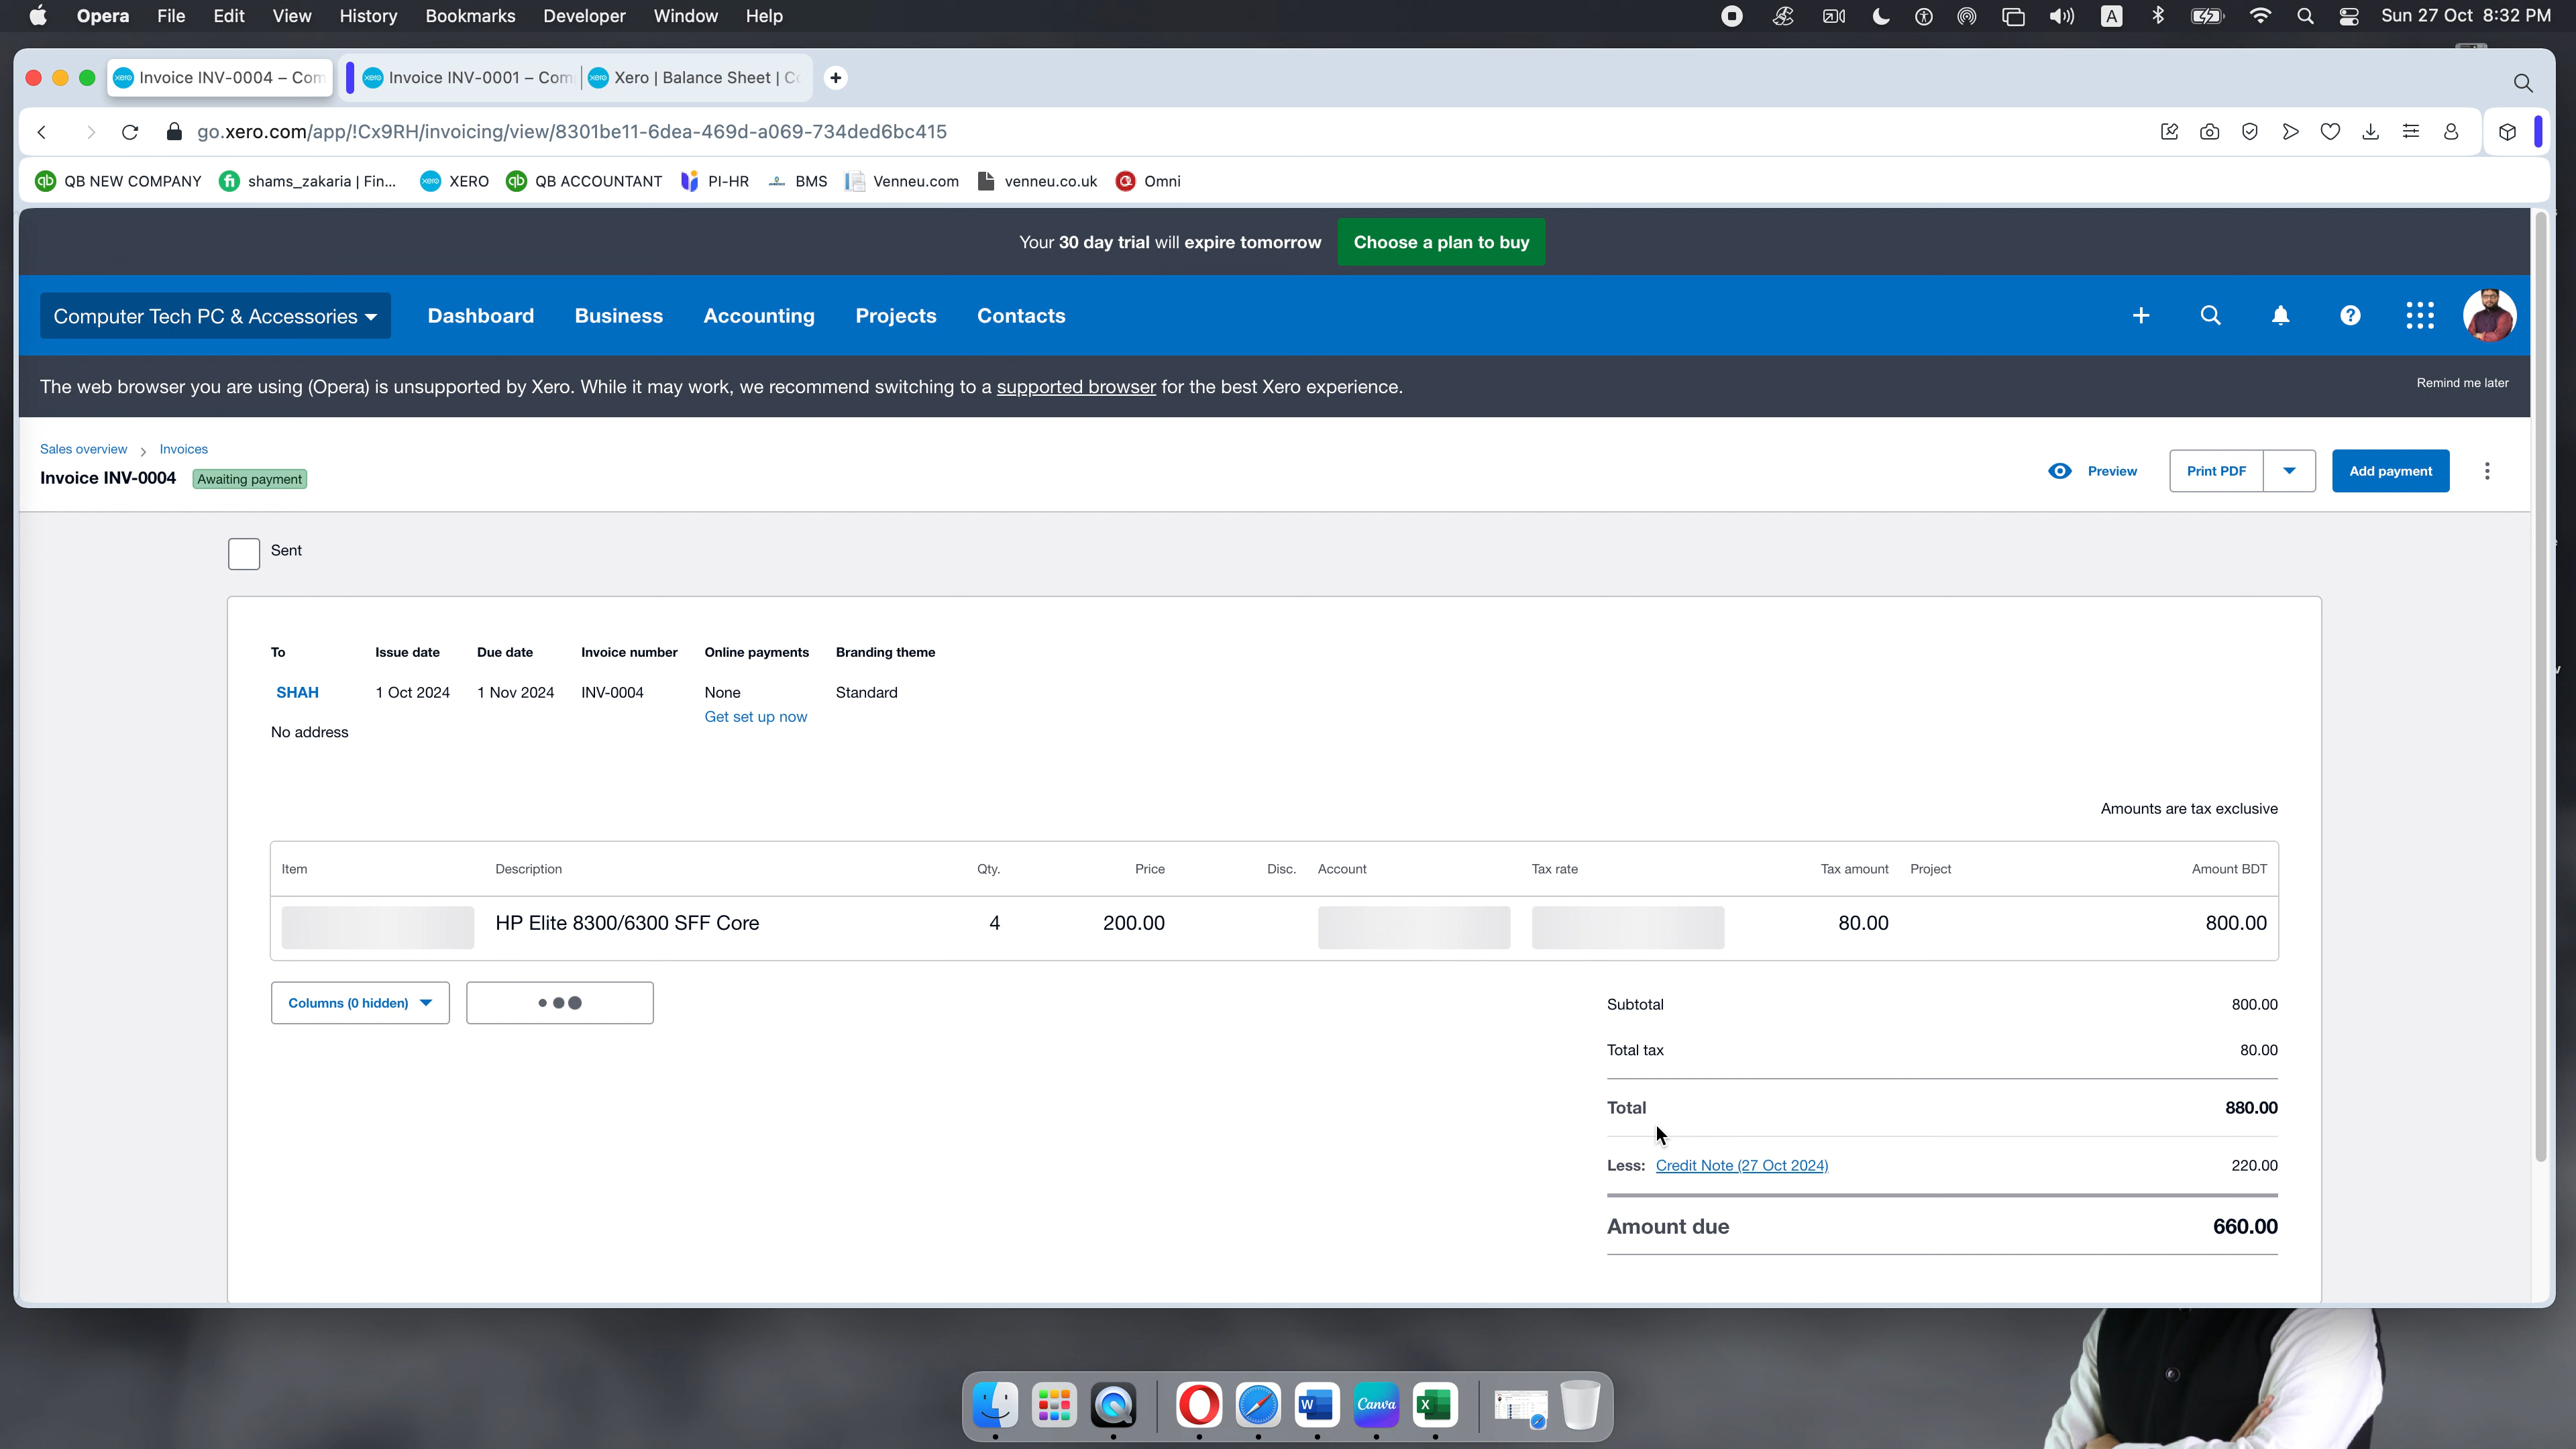 Opera File Edit View History Bookmarks Developer Window Help A Sun 27 Oct 8:32 PM
xero Invoice INV-0004 – Com xero Invoice INV-0001 – Com xero Xero | Balance Sheet | Co
go.xero.com/app/!Cx9RH/invoicing/view/8301be11-6dea-469d-a069-734ded6bc415
qb QB NEW COMPANY fi shams_zakaria | Fin... xero XERO qb QB ACCOUNTANT PI-HR BMS Venneu.com venneu.co.uk Omni
Your 30 day trial will expire tomorrow Choose a plan to buy
Computer Tech PC & Accessories Dashboard Business Accounting Projects Contacts
The web browser you are using (Opera) is unsupported by Xero. While it may work, we recommend switching to a supported browser for the best Xero experience. Remind me later
Sales overview Invoices
Invoice INV-0004 Awaiting payment Preview Print PDF Add payment
Sent
To Issue date Due date Invoice number Online payments Branding theme
SHAH 1 Oct 2024 1 Nov 2024 INV-0004 None Standard
Get set up now
No address
Amounts are tax exclusive
Item Description Qty. Price Disc. Account Tax rate Tax amount Project Amount BDT
HP Elite 8300/6300 SFF Core 4 200.00 80.00 800.00
Columns (0 hidden) Subtotal 800.00
Total tax 80.00
Total 880.00
Less: Credit Note (27 Oct 2024) 220.00
Amount due 660.00
W Canva X